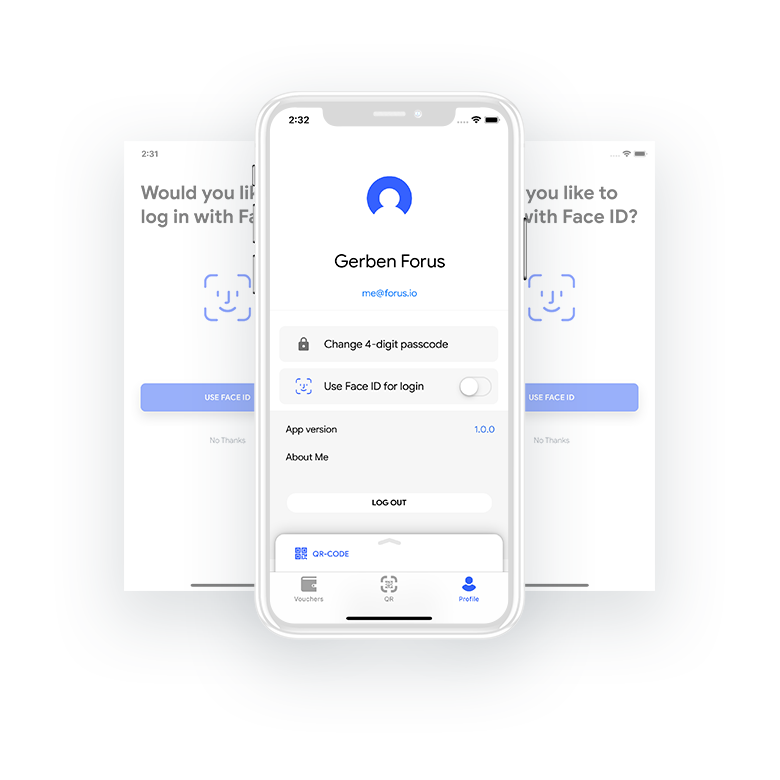 2:31
Would you li
log in with Fa
USE FACE ID
No Thanks
2:32
Gerben Forus
me@forus.io
Change 4-digit passcode
Use Face ID for login
App version 1.0.0
About Me
LOG OUT
QR-CODE
Vouchers QR Profile
you like to
with Face ID?
USE FACE ID
No Thanks